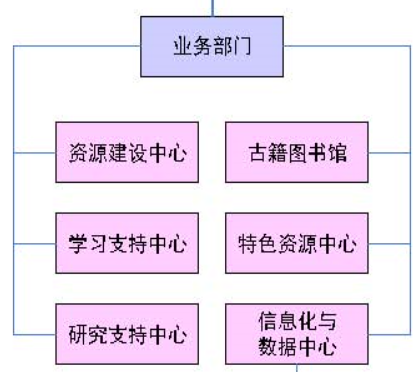 业务部门
资源建设中心
古籍图书馆
学习支持中心
特色资源中心
研究支持中心
信息化与
数据中心